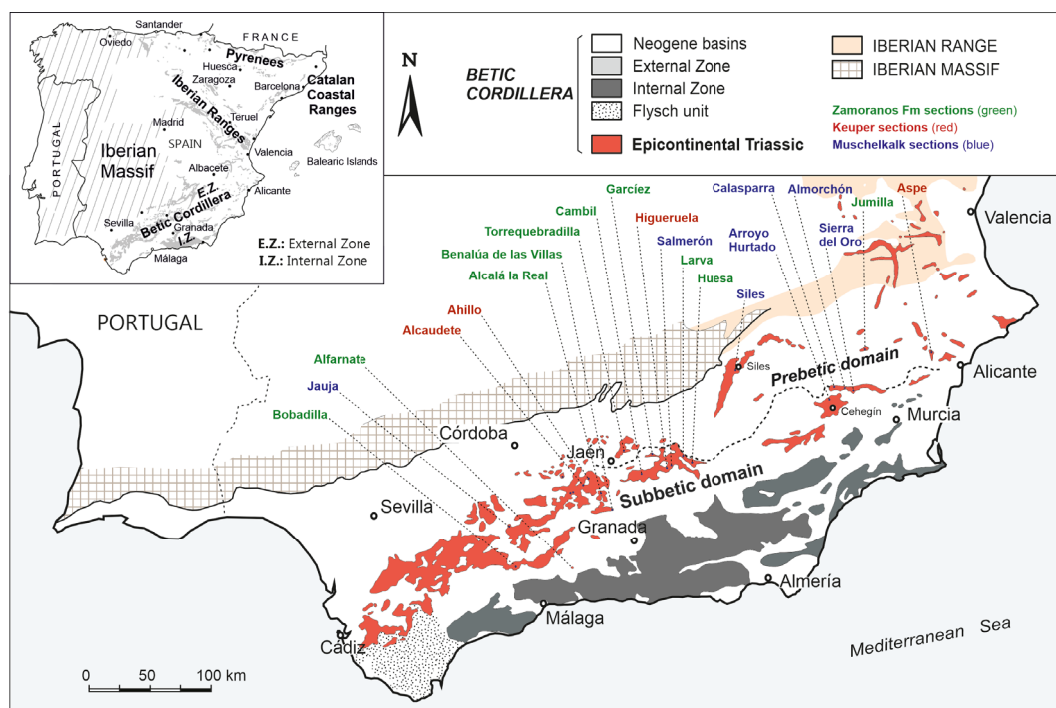 Santander
FRANCE
Oviedo
Pyrenees
Huesca
Zaragoza
Barcelona
Catalan
Coastal
Ranges
Iberian Ranges
Madrid
Teruel
SPAIN
PORTUGAL
Iberian
Massif
Valencia
Balearic Islands
Albacete
E.Z.
Alicante
Betic Cordillera
Sevilla
Granada
I.Z.
Málaga
E.Z.: External Zone
I.Z.: Internal Zone
N
BETIC
CORDILLERA
Neogene basins
External Zone
Internal Zone
Flysch unit
Epicontinental Triassic
IBERIAN RANGE
IBERIAN MASSIF
Zamoranos Fm sections (green)
Keuper sections (red)
Muschelkalk sections (blue)
Garcíez
Calasparra
Almorchón
Aspe
Cambil
Higueruela
Jumilla
Torrequebradilla
Salmerón
Arroyo
Hurtado
Sierra
del Oro
Benalúa de las Villas
Larva
Alcalá la Real
Huesa
Siles
Valencia
PORTUGAL
Ahillo
Alcaudete
Alfarnate
Jauja
Bobadilla
Siles
Prebetic domain
Alicante
Cehegín
Murcia
Córdoba
Jaén
Subbetic domain
Sevilla
Granada
Almería
Málaga
Cádiz
Mediterranean Sea
0 50 100 km